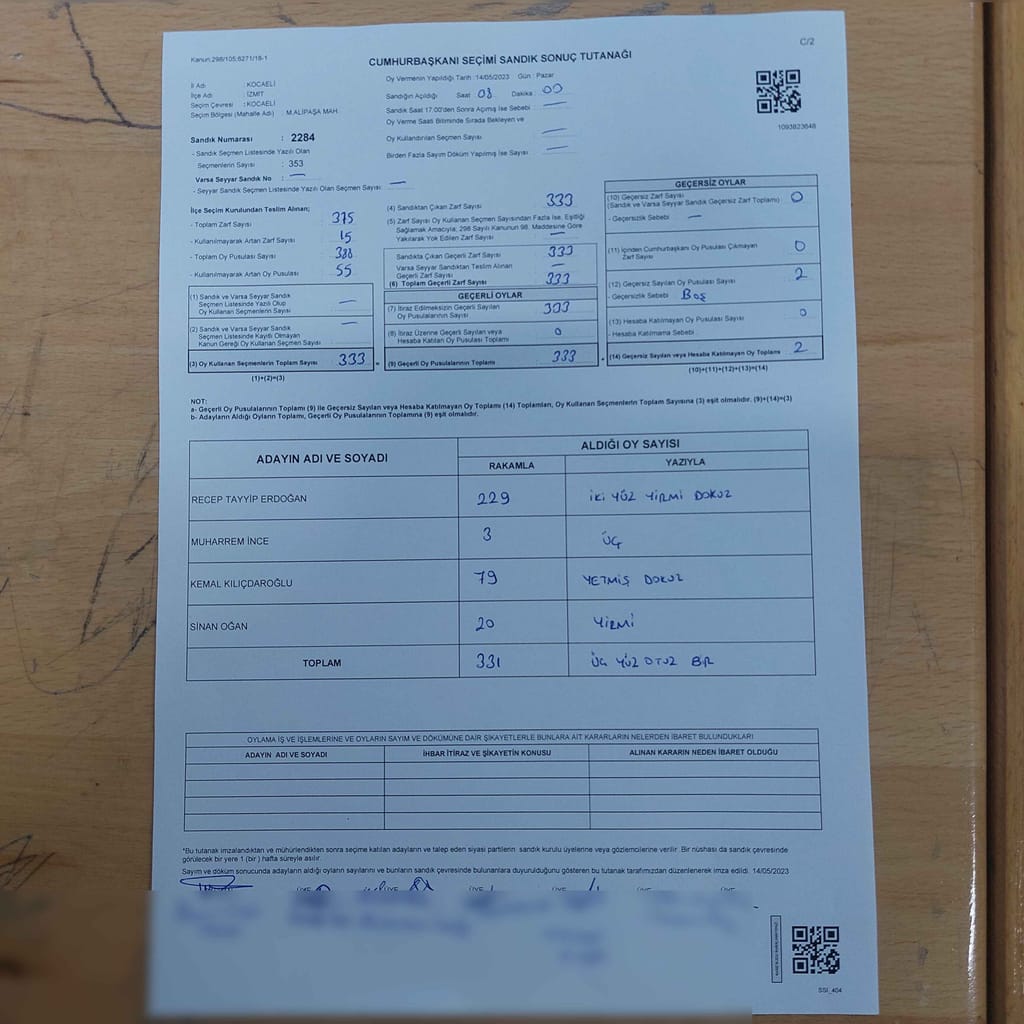 C/2
Kanun:298/105;6271/18-1
CUMHURBAŞKANI SEÇİMİ SANDIK SONUÇ TUTANAĞI
İl Adı : KOCAELİ
İlçe Adı : İZMİT
Seçim Çevresi : KOCAELİ
Seçim Bölgesi (Mahalle Adı) : M.ALİPAŞA MAH.
Sandık Numarası : 2284
- Sandık Seçmen Listesinde Yazılı Olan
Seçmenlerin Sayısı : 353
Varsa Seyyar Sandık No : —
- Seyyar Sandık Seçmen Listesinde Yazılı Olan Seçmen Sayısı —
Oy Vermenin Yapıldığı Tarih :14/05/2023 Gün : Pazar
Sandığın Açıldığı Saat 08 Dakika 00
Sandık Saat 17.00'den Sonra Açımış İse Sebebi —
Oy Verme Saati Bitiminde Sırada Bekleyen ve
Oy Kullandırılan Seçmen Sayısı —
Birden Fazla Sayım Döküm Yapılmış İse Sayısı —
1093823648
İlçe Seçim Kurulundan Teslim Alınan;
- Toplam Zarf Sayısı 375
- Kullanılmayarak Artan Zarf Sayısı 15
- Toplam Oy Pusulası Sayısı 388
- Kullanılmayarak Artan Oy Pusulası 55
(1) Sandık ve Varsa Seyyar Sandık
Seçmen Listesinde Yazılı Olup
Oy Kullanan Seçmenlerin Sayısı —
(2) Sandık ve Varsa Seyyar Sandık
Seçmen Listesinde Kayıtlı Olmayan
Kanun Gereği Oy Kullanan Seçmen Sayısı —
(3) Oy Kullanan Seçmenlerin Toplam Sayısı 333 =
(1)+(2)=(3)
(4) Sandıktan Çıkan Zarf Sayısı 333
(5) Zarf Sayısı Oy Kullanan Seçmen Sayısından Fazla İse, Eşitliği
Sağlamak Amacıyla; 298 Sayılı Kanunun 98. Maddesine Göre
Yakılarak Yok Edilen Zarf Sayısı —
Sandıkta Çıkan Geçerli Zarf Sayısı 333
Varsa Seyyar Sandıktan Teslim Alınan
Geçerli Zarf Sayısı —
(6) Toplam Geçerli Zarf Sayısı 333
GEÇERLİ OYLAR
(7) İtiraz Edilmeksizin Geçerli Sayılan
Oy Pusulalarının Sayısı 333
(8) İtiraz Üzerine Geçerli Sayılan veya
Hesaba Katılan Oy Pusulası Toplamı 0
(9) Geçerli Oy Pusulalarının Toplamı 333 +
GEÇERSİZ OYLAR
(10) Geçersiz Zarf Sayısı
(Sandık ve Varsa Seyyar Sandık Geçersiz Zarf Toplamı) 0
- Geçersizlik Sebebi —
(11) İçinden Cumhurbaşkanı Oy Pusulası Çıkmayan
Zarf Sayısı 0
(12) Geçersiz Sayılan Oy Pusulası Sayısı 2
- Geçersizlik Sebebi Boş
(13) Hesaba Katılmayan Oy Pusulası Sayısı 0
- Hesaba Katılmama Sebebi
(14) Geçersiz Sayılan veya Hesaba Katılmayan Oy Toplamı 2
(10)+(11)+(12)+(13)=(14)
NOT:
a- Geçerli Oy Pusulalarının Toplamı (9) ile Geçersiz Sayılan veya Hesaba Katılmayan Oy Toplamı (14) Toplamları, Oy Kullanan Seçmenlerin Toplam Sayısına (3) eşit olmalıdır. (9)+(14)=(3)
b- Adayların Aldığı Oyların Toplamı, Geçerli Oy Pusulalarının Toplamına (9) eşit olmalıdır.
ADAYIN ADI VE SOYADI ALDIĞI OY SAYISI
RAKAMLA YAZIYLA
RECEP TAYYİP ERDOĞAN 229 İKİ YÜZ YİRMİ DOKUZ
MUHARREM İNCE 3 ÜÇ
KEMAL KILIÇDAROĞLU 79 YETMİŞ DOKUZ
SİNAN OĞAN 20 YİRMİ
TOPLAM 331 ÜÇ YÜZ OTUZ BİR
OYLAMA İŞ VE İŞLEMLERİNE VE OYLARIN SAYIM VE DÖKÜMÜNE DAİR ŞİKAYETLERLE BUNLARA AİT KARARLARIN NELERDEN İBARET BULUNDUKLARI
ADAYIN ADI VE SOYADI İHBAR İTİRAZ VE ŞİKAYETİN KONUSU ALINAN KARARIN NEDEN İBARET OLDUĞU
*Bu tutanak imzalandıktan ve mühürlendikten sonra seçime katılan adayların ve talep eden siyasi partilerin sandık kurulu üyelerine veya gözlemcilerine verilir. Bir nüshası da sandık çevresinde
görülecek bir yere 1 (bir ) hafta süreyle asılır.
Sayım ve döküm sonucunda adayların aldığı oyların sayılarını ve bunların sandık çevresinde bulunanlara duyurulduğunu gösteren bu tutanak tarafımızdan düzenlenerek imza edildi. 14/05/2023
ÜYE ÜYE ÜYE ÜYE ÜYE
SSI_404